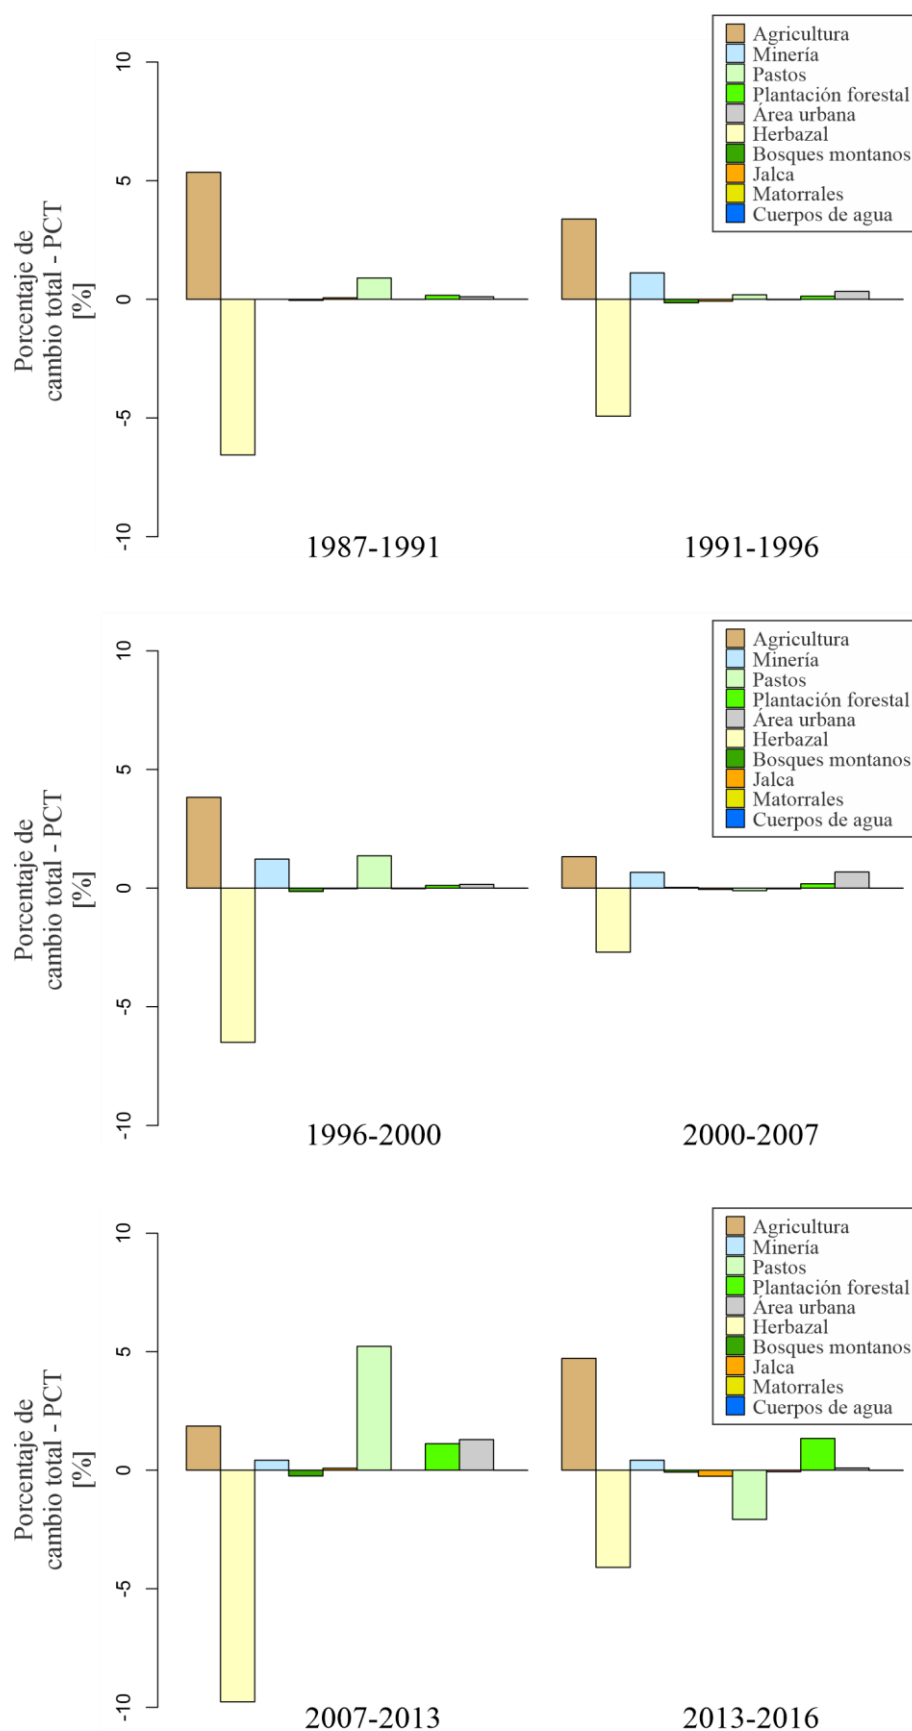 Agricultura
Minería
Pastos
Plantación forestal
Área urbana
Herbazal
Bosques montanos
Jalca
Matorrales
Cuerpos de agua
Porcentaje de
cambio total - PCT
[%]
10
5
0
-5
-10
1987-1991
1991-1996
Agricultura
Minería
Pastos
Plantación forestal
Área urbana
Herbazal
Bosques montanos
Jalca
Matorrales
Cuerpos de agua
Porcentaje de
cambio total - PCT
[%]
10
5
0
-5
-10
1996-2000
2000-2007
Agricultura
Minería
Pastos
Plantación forestal
Área urbana
Herbazal
Bosques montanos
Jalca
Matorrales
Cuerpos de agua
Porcentaje de
cambio total - PCT
[%]
10
5
0
-5
-10
2007-2013
2013-2016